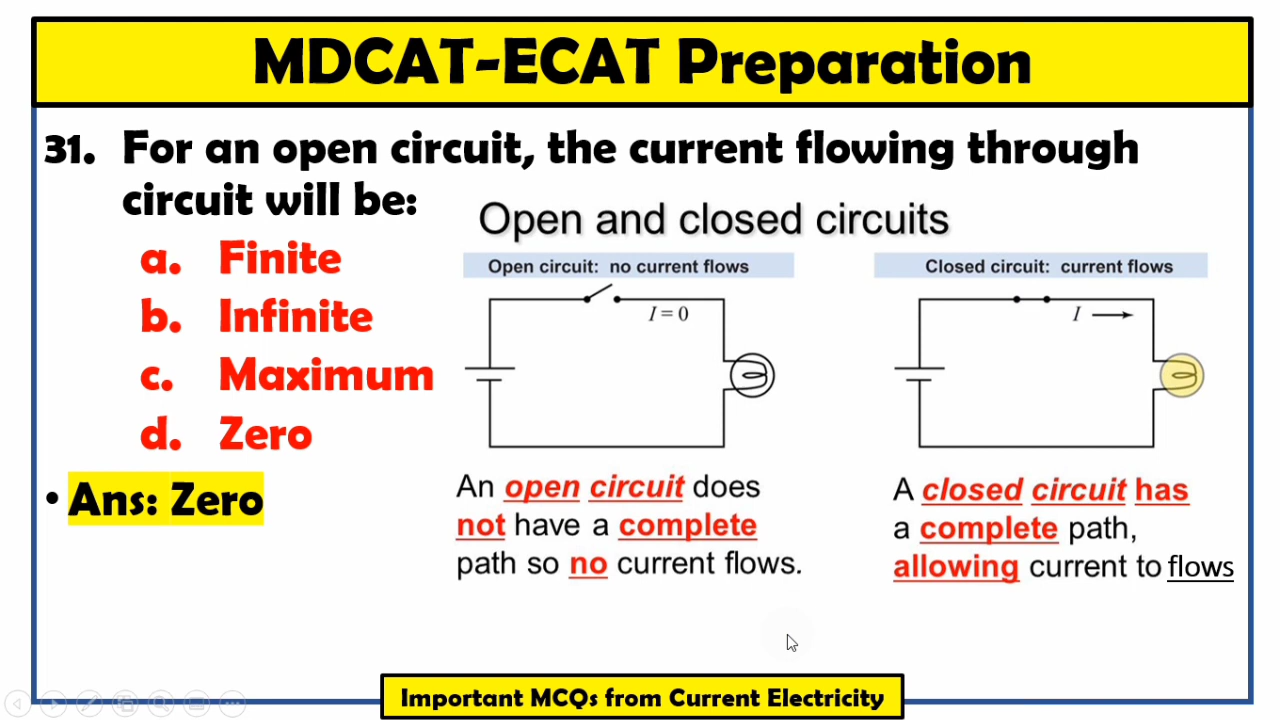 MDCAT-ECAT Preparation
31. For an open circuit, the current flowing through
circuit will be:
a. Finite
b. Infinite
c. Maximum
d. Zero
• Ans: Zero
Open and closed circuits
Open circuit: no current flows
I = 0
An open circuit does
not have a complete
path so no current flows.
Closed circuit: current flows
I
A closed circuit has
a complete path,
allowing current to flows
Important MCQs from Current Electricity